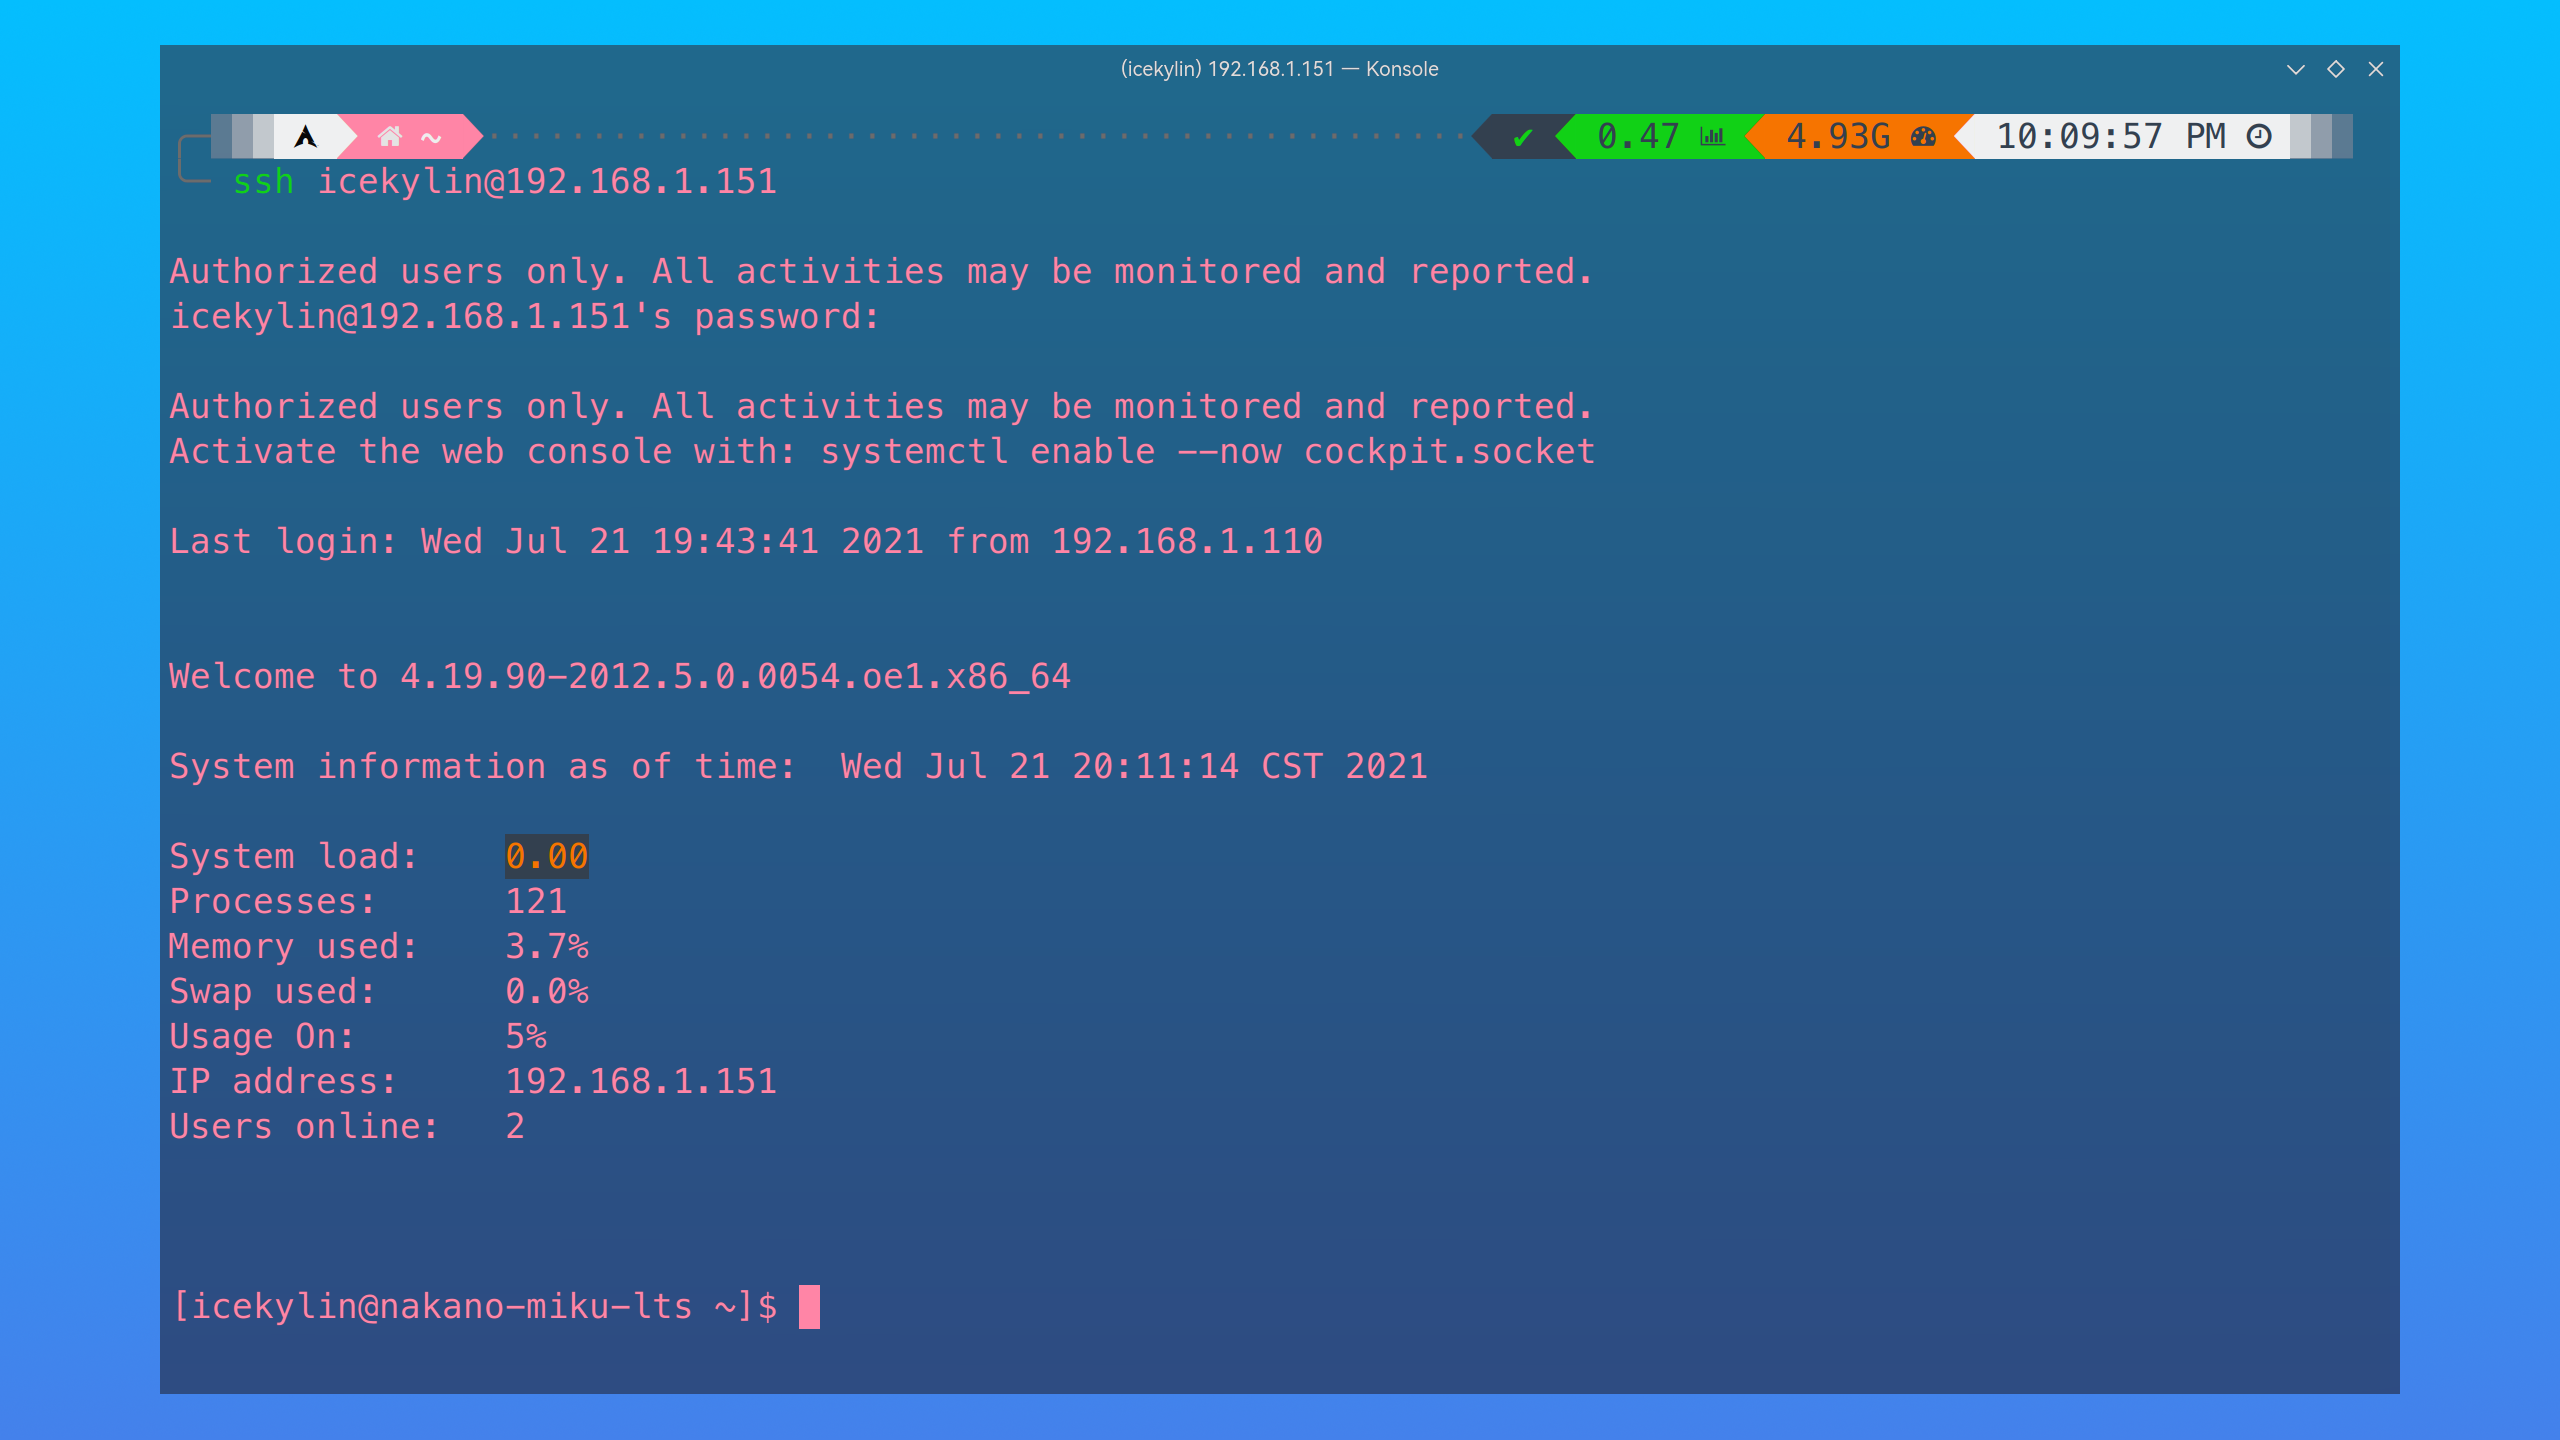 (icekylin) 192.168.1.151 — Konsole
~ ✔ 0.47 4.93G 10:09:57 PM
ssh icekylin@192.168.1.151
Authorized users only. All activities may be monitored and reported.
icekylin@192.168.1.151's password:
Authorized users only. All activities may be monitored and reported.
Activate the web console with: systemctl enable --now cockpit.socket
Last login: Wed Jul 21 19:43:41 2021 from 192.168.1.110
Welcome to 4.19.90-2012.5.0.0054.oe1.x86_64
System information as of time:  Wed Jul 21 20:11:14 CST 2021
System load:    0.00
Processes:      121
Memory used:    3.7%
Swap used:      0.0%
Usage On:       5%
IP address:     192.168.1.151
Users online:   2
[icekylin@nakano-miku-lts ~]$